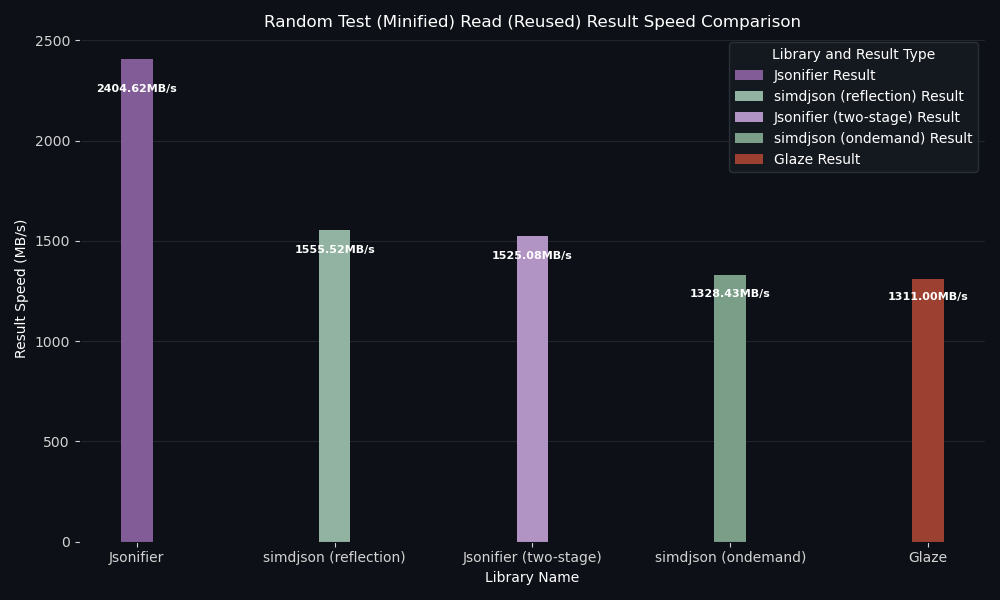 Random Test (Minified) Read (Reused) Result Speed Comparison
Library and Result Type
Jsonifier Result
simdjson (reflection) Result
Jsonifier (two-stage) Result
simdjson (ondemand) Result
Glaze Result
Result Speed (MB/s)
2500
2000
1500
1000
500
0
2404.62MB/s
1555.52MB/s
1525.08MB/s
1328.43MB/s
1311.00MB/s
Jsonifier
simdjson (reflection)
Jsonifier (two-stage)
simdjson (ondemand)
Glaze
Library Name